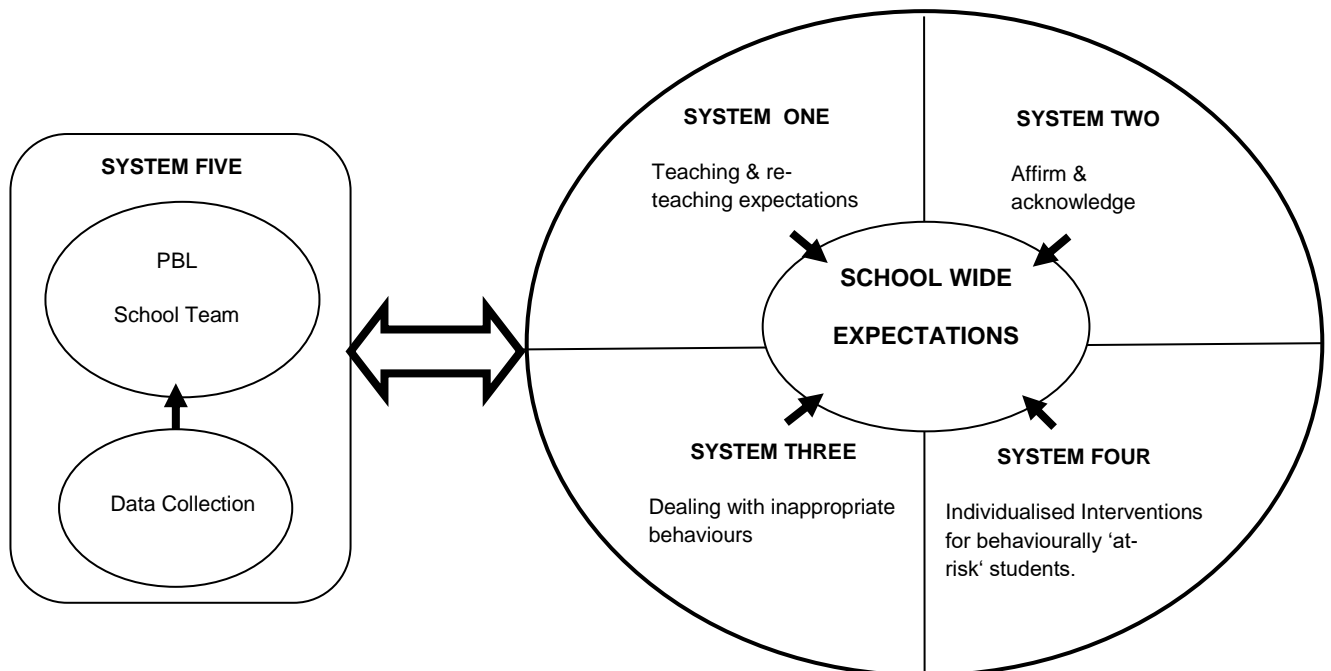 SYSTEM FIVE
PBL
School Team
Data Collection
SYSTEM ONE
Teaching & re-
teaching expectations
SYSTEM TWO
Affirm &
acknowledge
SCHOOL WIDE
EXPECTATIONS
SYSTEM THREE
Dealing with inappropriate
behaviours
SYSTEM FOUR
Individualised Interventions
for behaviourally ‘at-
risk‘ students.